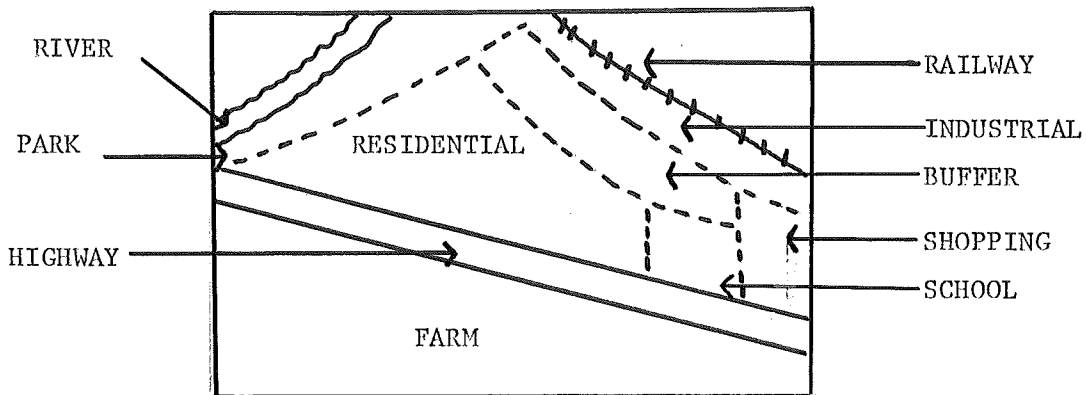 RIVER
RAILWAY
INDUSTRIAL
PARK
RESIDENTIAL
BUFFER
SHOPPING
HIGHWAY
SCHOOL
FARM